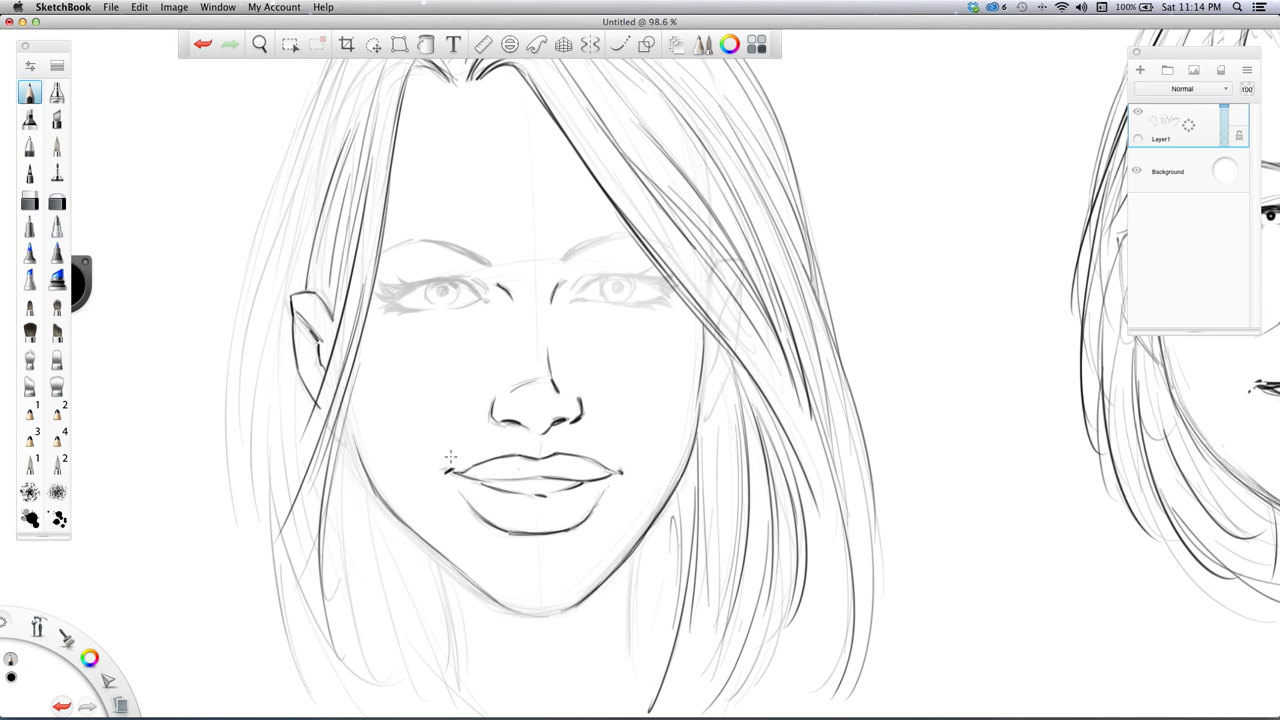 SketchBook File Edit Image Window My Account Help 6 100% Sat 11:14 PM
Untitled @ 98.6 %
T
Normal 100
Layer1
Background
1 2
3 4
1 2